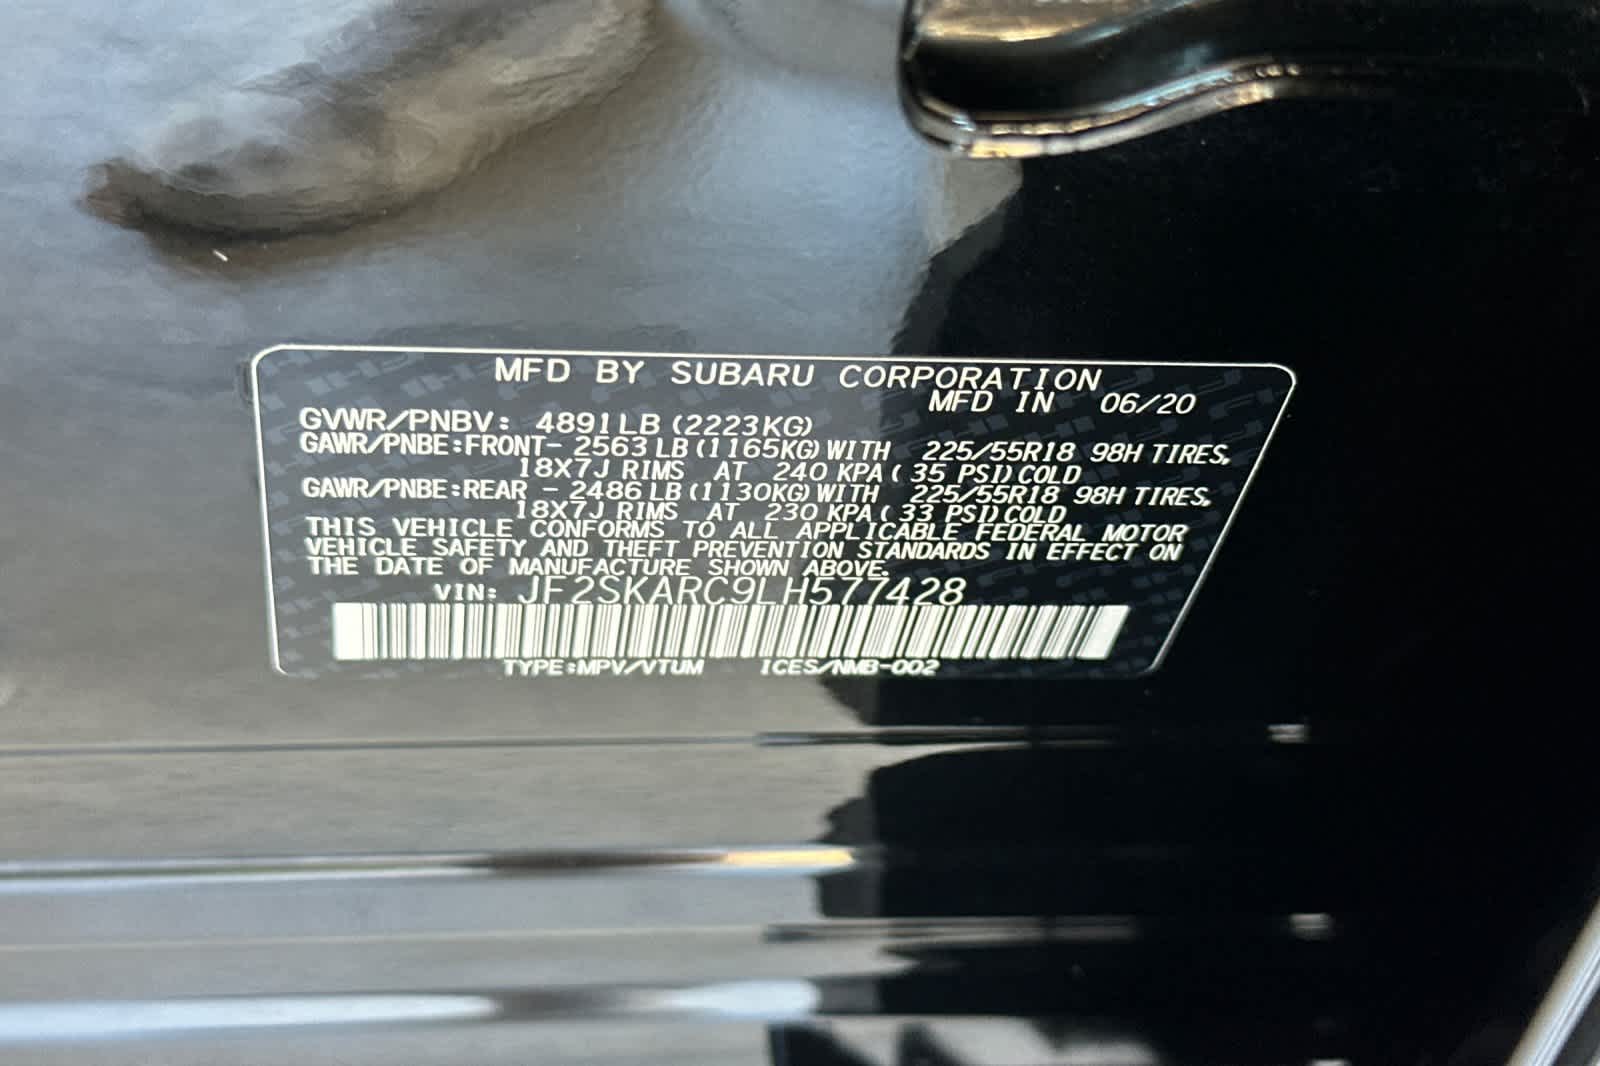 MFD BY SUBARU CORPORATION
MFD IN 06/20
GVWR/PNBV: 4891LB (2223KG)
GAWR/PNBE:FRONT- 2563 LB (1165KG) WITH 225/55R18 98H TIRES,
18X7J RIMS AT 240 KPA ( 35 PSI) COLD
GAWR/PNBE:REAR - 2486 LB (1130KG) WITH 225/55R18 98H TIRES,
18X7J RIMS AT 230 KPA ( 33 PSI) COLD
THIS VEHICLE CONFORMS TO ALL APPLICABLE FEDERAL MOTOR
VEHICLE SAFETY AND THEFT PREVENTION STANDARDS IN EFFECT ON
THE DATE OF MANUFACTURE SHOWN ABOVE.
VIN: JF2SKARC9LH577428
TYPE:MPV/VTUM ICES/NMB-002